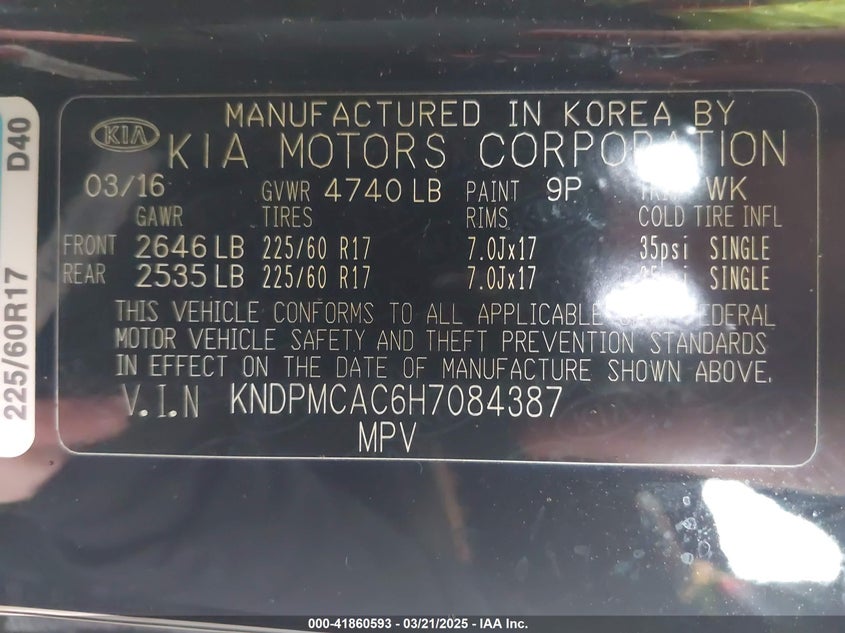 MANUFACTURED IN KOREA BY
KIA
KIA MOTORS CORPORATION
03/16 GVWR 4740 LB PAINT 9P WK
GAWR TIRES RIMS COLD TIRE INFL
FRONT 2646 LB 225/60 R17 7.0Jx17 35psi SINGLE
REAR 2535 LB 225/60 R17 7.0Jx17 SINGLE
THIS VEHICLE CONFORMS TO ALL APPLICABLE FEDERAL
MOTOR VEHICLE SAFETY AND THEFT PREVENTION STANDARDS
IN EFFECT ON THE DATE OF MANUFACTURE SHOWN ABOVE.
V.I.N KNDPMCAC6H7084387
MPV
225/60R17 D40
000-41860593 - 03/21/2025 - IAA Inc.